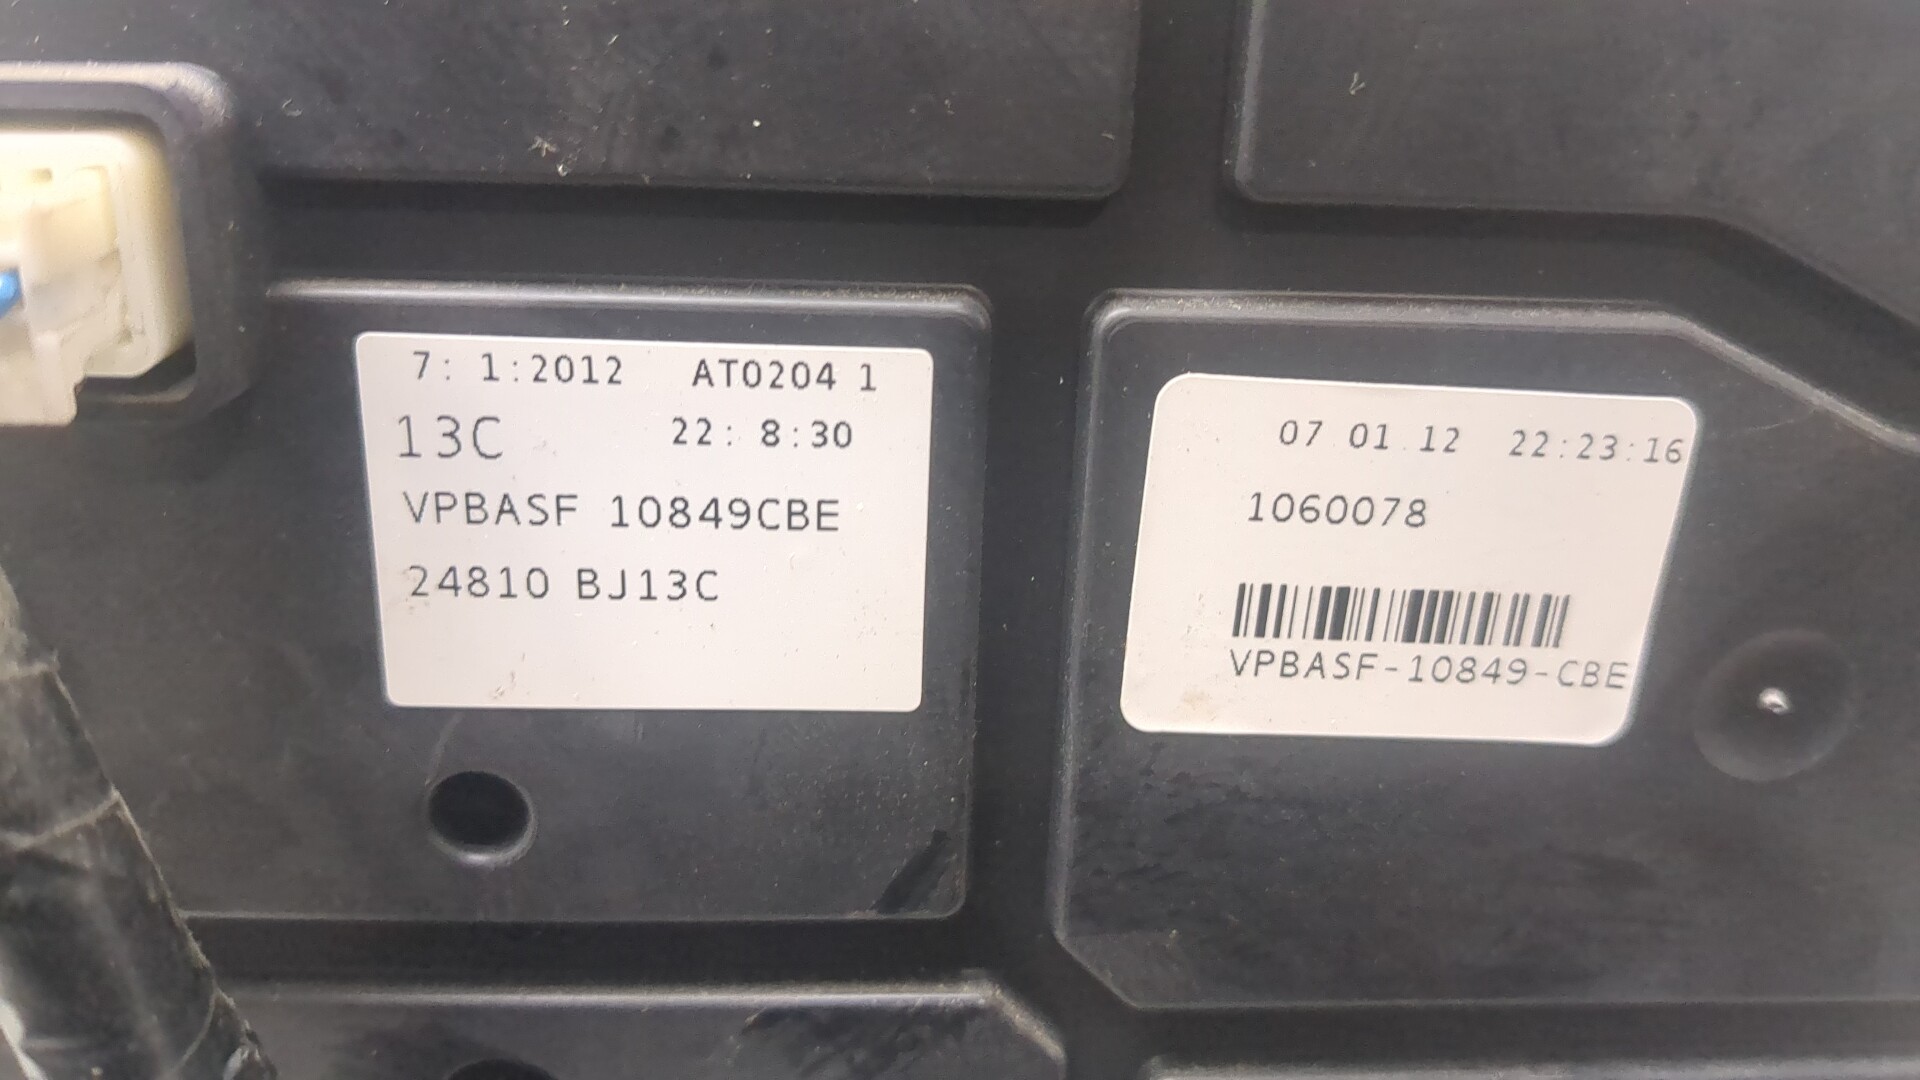 7: 1:2012 AT0204 1
13C 22: 8:30
VPBASF 10849CBE
24810 BJ13C
07 01 12 22:23:16
1060078
VPBASF-10849-CBE